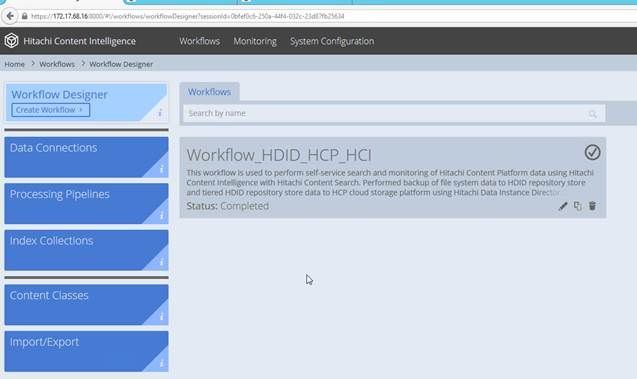 https://172.17.68.16:8000/#!/workflows/workflowDesigner?sessionId=0bfef0c6-250a-44f4-032c-23d87fb25634
Hitachi Content Intelligence
Workflows Monitoring System Configuration
Home > Workflows > Workflow Designer
Workflow Designer
Create Workflow >
Data Connections
Processing Pipelines
Index Collections
Content Classes
Import/Export
Workflows
Search by name
Workflow_HDID_HCP_HCI
This workflow is used to perform self-service search and monitoring of Hitachi Content Platform data using Hitachi
Content Intelligence with Hitachi Content Search. Performed backup of file system data to HDID repository store
and tiered HDID repository store data to HCP cloud storage platform using Hitachi Data Instance Director
Status: Completed